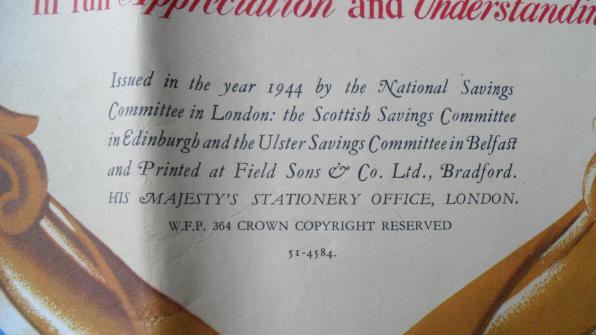 In full Appreciation and Understandin
Issued in the year 1944 by the National Savings
Committee in London: the Scottish Savings Committee
in Edinburgh and the Ulster Savings Committee in Belfast
and Printed at Field Sons & Co. Ltd., Bradford.
HIS MAJESTY'S STATIONERY OFFICE, LONDON.
W.F.P. 364 CROWN COPYRIGHT RESERVED
51-4584.